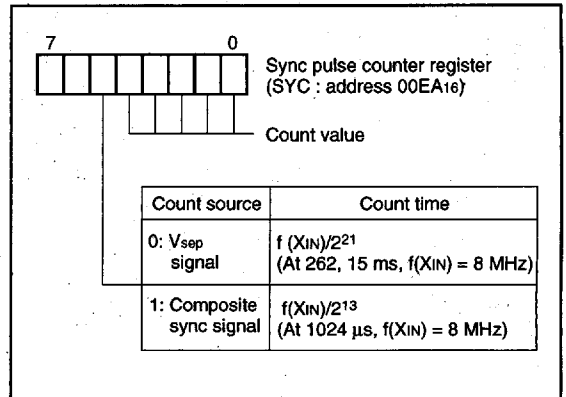 7 0
Sync pulse counter register
(SYC : address 00EA16)
Count value
Count source Count time
0: Vsep signal
f (XIN)/2^21
(At 262, 15 ms, f(XIN) = 8 MHz)
1: Composite sync signal
f(XIN)/2^13
(At 1024 µs, f(XIN) = 8 MHz)